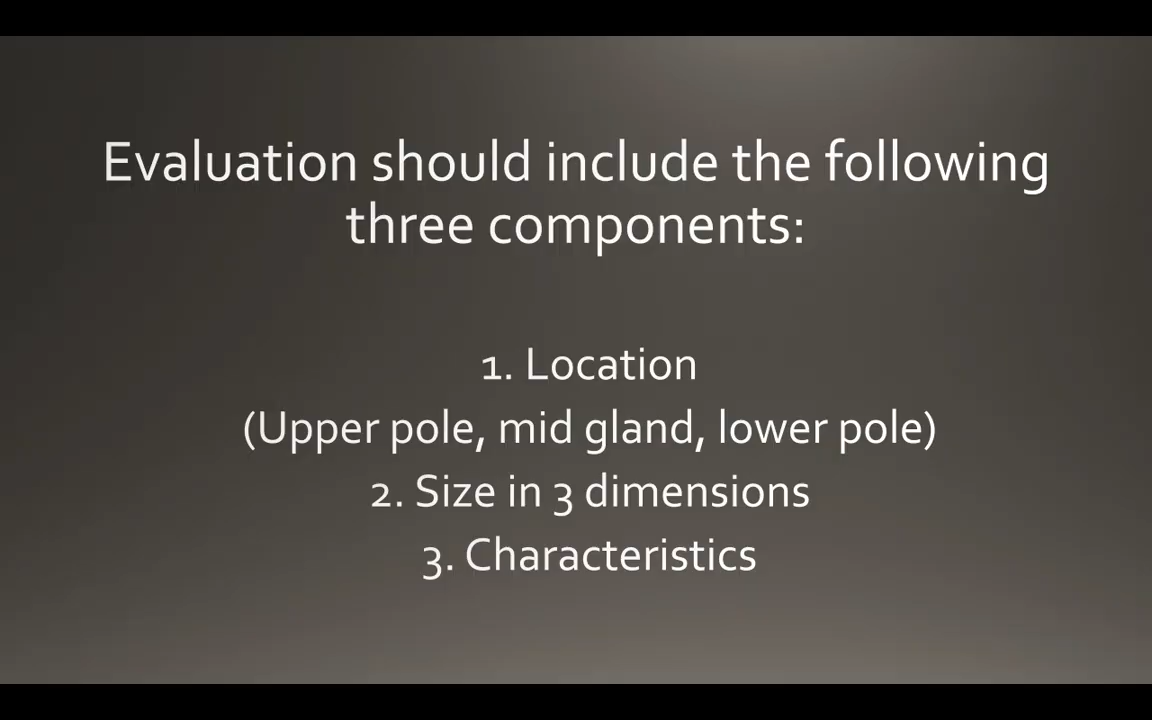 Evaluation should include the following
three components:
1. Location
(Upper pole, mid gland, lower pole)
2. Size in 3 dimensions
3. Characteristics